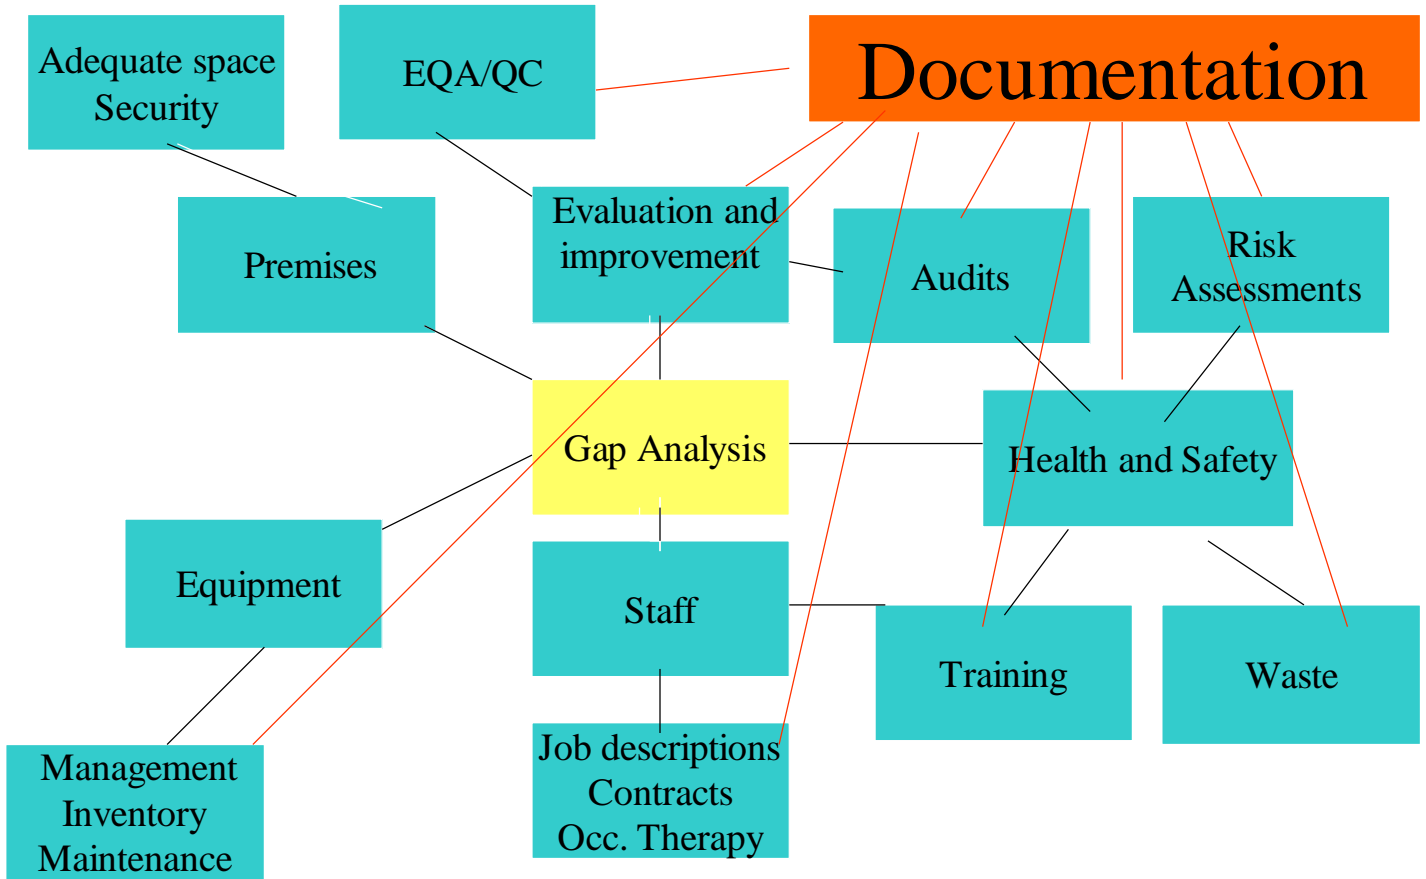 Adequate space
Security
EQA/QC
Documentation
Premises
Evaluation and
improvement
Audits
Risk
Assessments
Gap Analysis
Health and Safety
Equipment
Staff
Training
Waste
Management
Inventory
Maintenance
Job descriptions
Contracts
Occ. Therapy